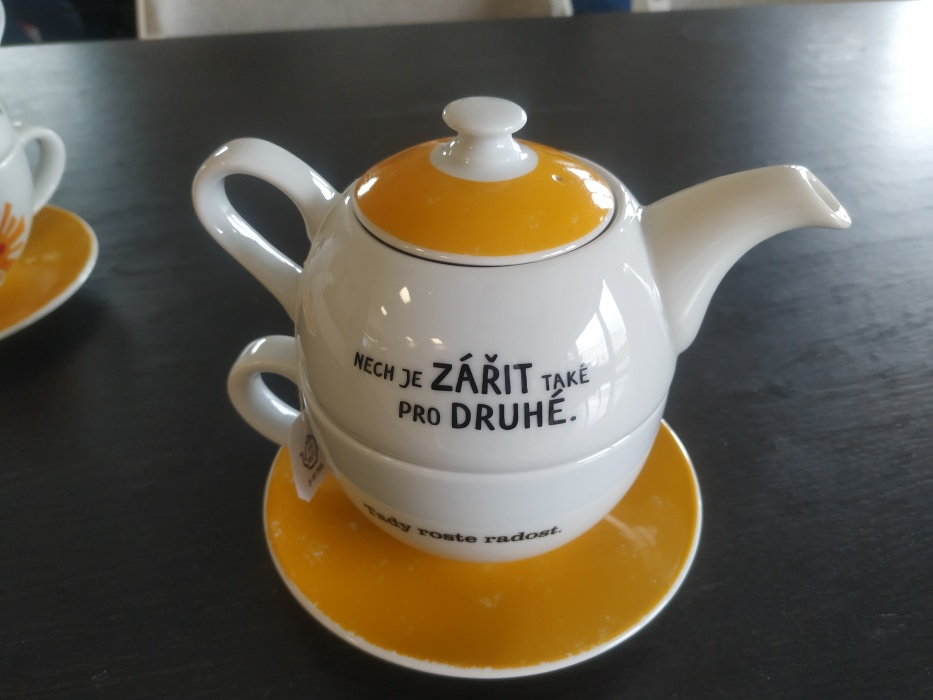 NECH JE ZÁŘIT TAKÉ
PRO DRUHÉ.
Tady roste radost.